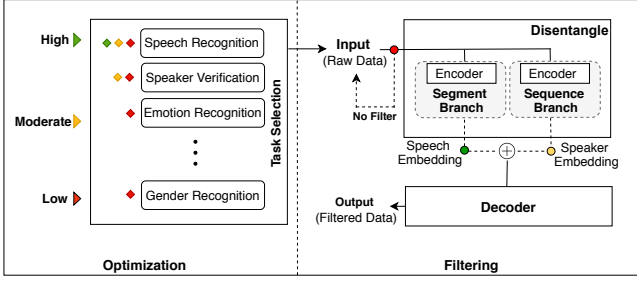 High
Moderate
Low
Speech Recognition
Speaker Verification
Emotion Recognition
Gender Recognition
Task Selection
Optimization
Input
(Raw Data)
No Filter
Disentangle
Encoder
Segment
Branch
Encoder
Sequence
Branch
Speech
Embedding
Speaker
Embedding
Output
(Filtered Data)
Decoder
Filtering